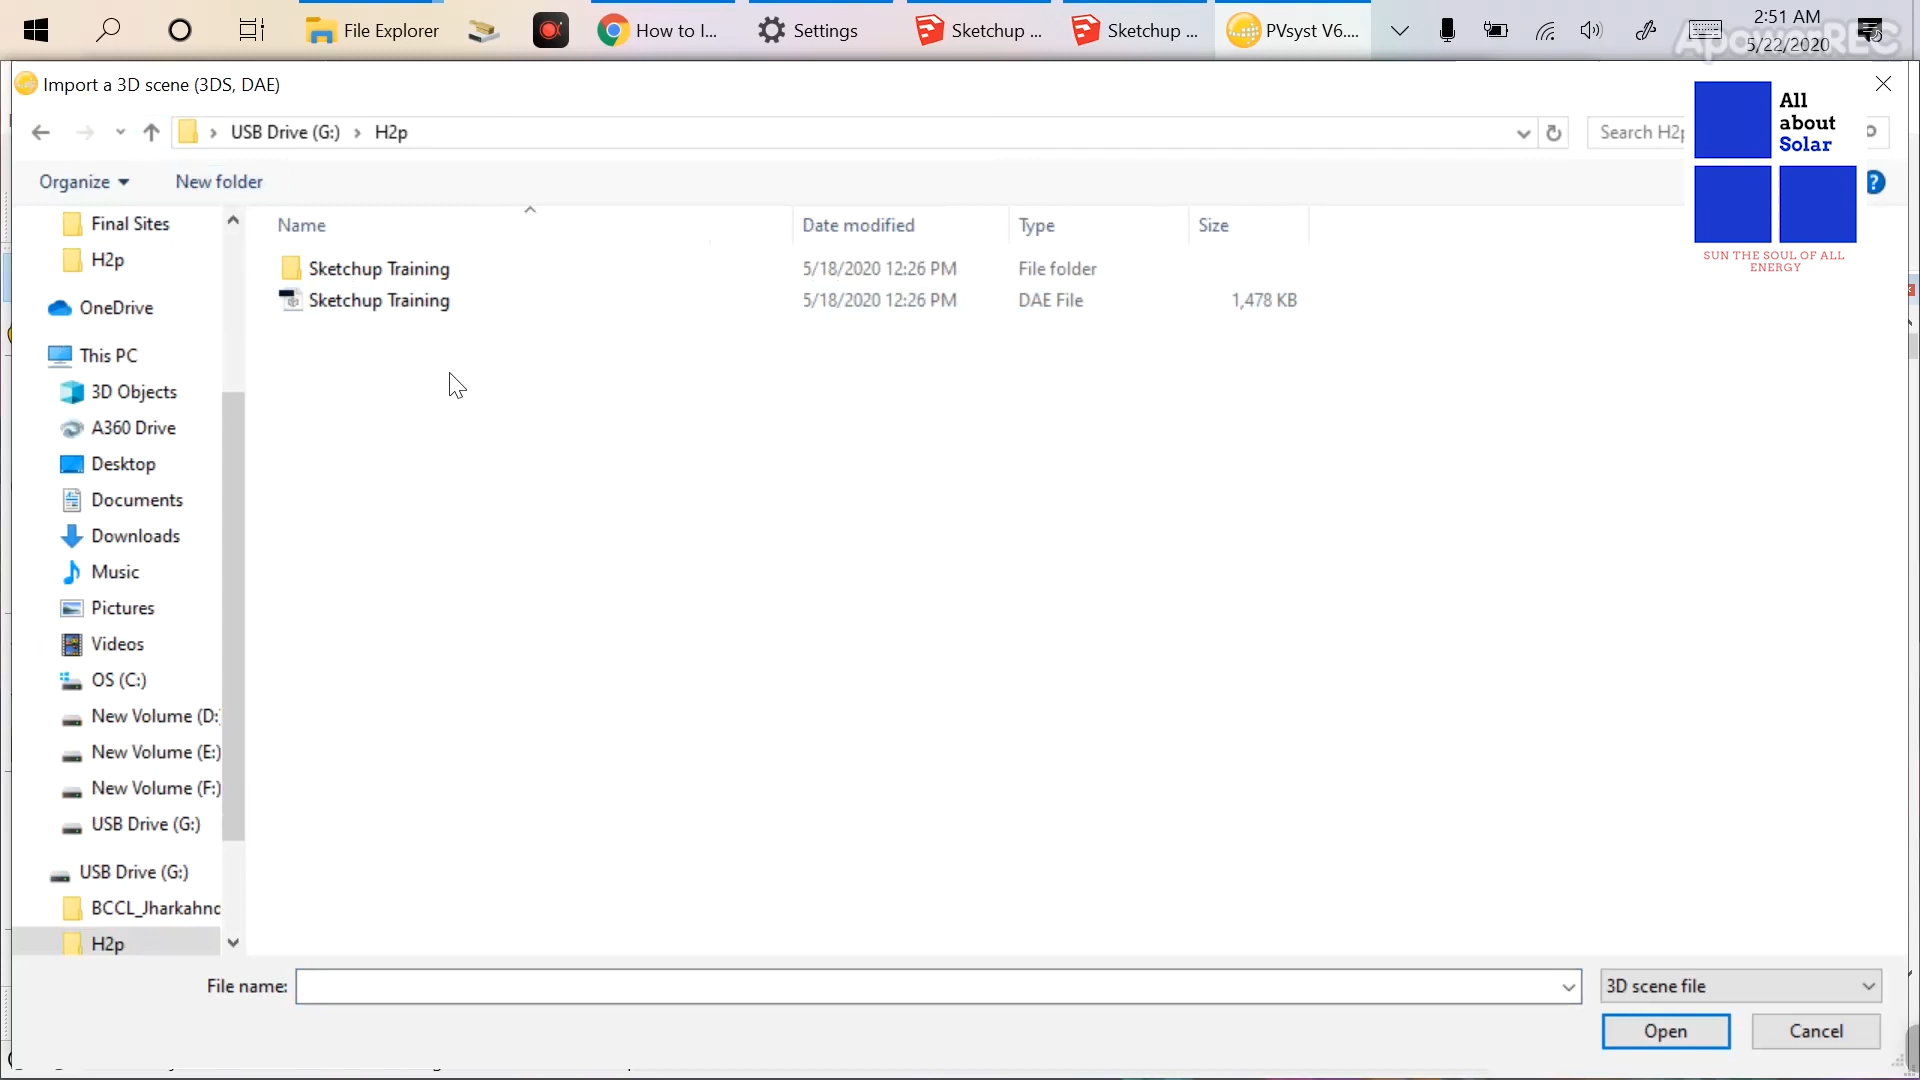 File Explorer
How to I...
Settings
Sketchup ...
Sketchup ...
PVsyst V6....
2:51 AM
5/22/2020
ApowerREC
Import a 3D scene (3DS, DAE)
USB Drive (G:) › H2p
Search H2p
All
about
Solar
SUN THE SOUL OF ALL
ENERGY
Organize
New folder
?
Name
Date modified
Type
Size
Sketchup Training
5/18/2020 12:26 PM
File folder
Sketchup Training
5/18/2020 12:26 PM
DAE File
1,478 KB
Final Sites
H2p
OneDrive
This PC
3D Objects
A360 Drive
Desktop
Documents
Downloads
Music
Pictures
Videos
OS (C:)
New Volume (D:
New Volume (E:)
New Volume (F:)
USB Drive (G:)
USB Drive (G:)
BCCL_Jharkahnd
H2p
File name:
3D scene file
Open
Cancel